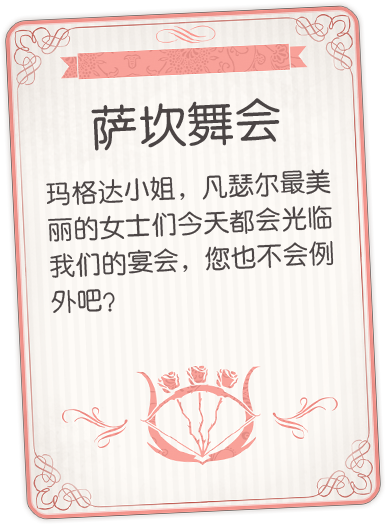 萨坎舞会
玛格达小姐，凡瑟尔最美
丽的女士们今天都会光临
我们的宴会，您也不会例
外吧？